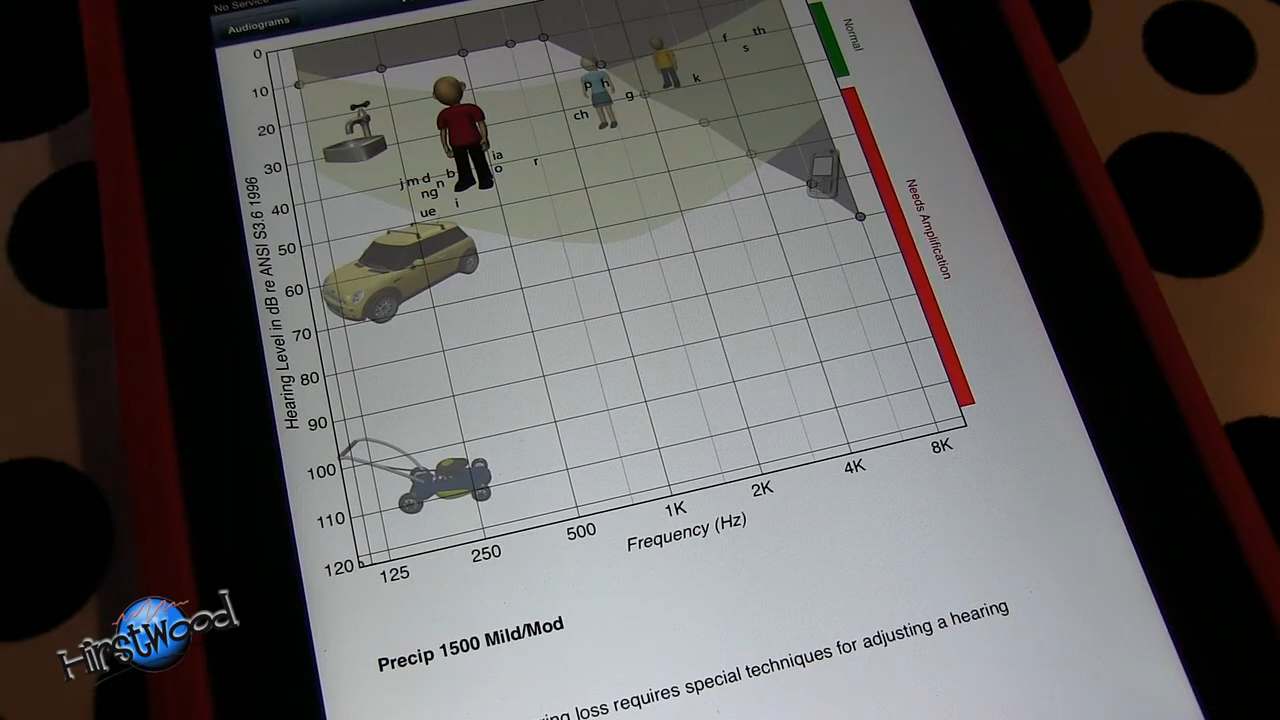 No Service
Audiograms
Normal
Needs Amplification
Hearing Level in dB re ANSI S3.6 1996
0
10
20
30
40
50
60
70
80
90
100
110
120
f th
s
k
p h
g
ch
r
ia
o
j m d b
n
ng
ue i
125 250 500 1K 2K 4K 8K
Frequency (Hz)
Precip 1500 Mild/Mod
loss requires special techniques for adjusting a hearing
Hirstwood